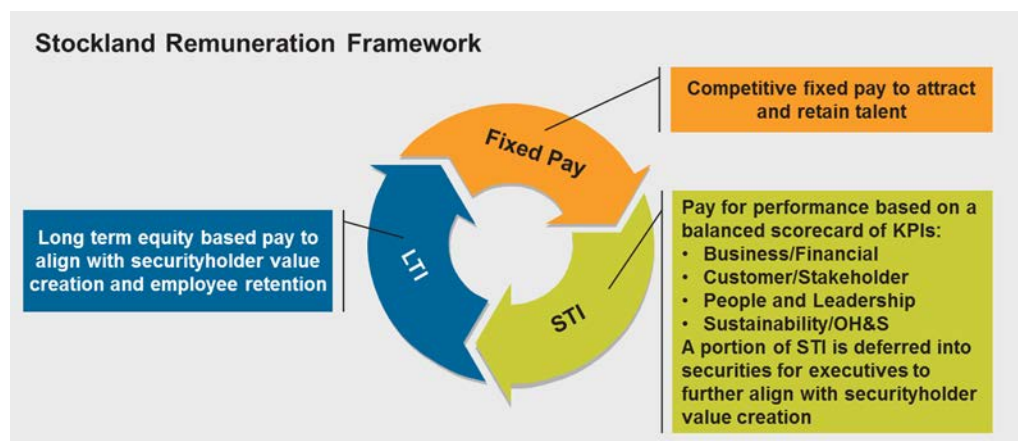 Stockland Remuneration Framework
Competitive fixed pay to attract
and retain talent
Fixed Pay
Pay for performance based on a
balanced scorecard of KPIs:
• Business/Financial
• Customer/Stakeholder
• People and Leadership
• Sustainability/OH&S
A portion of STI is deferred into
securities for executives to
further align with securityholder
value creation
STI
Long term equity based pay to
align with securityholder value
creation and employee retention
LTI